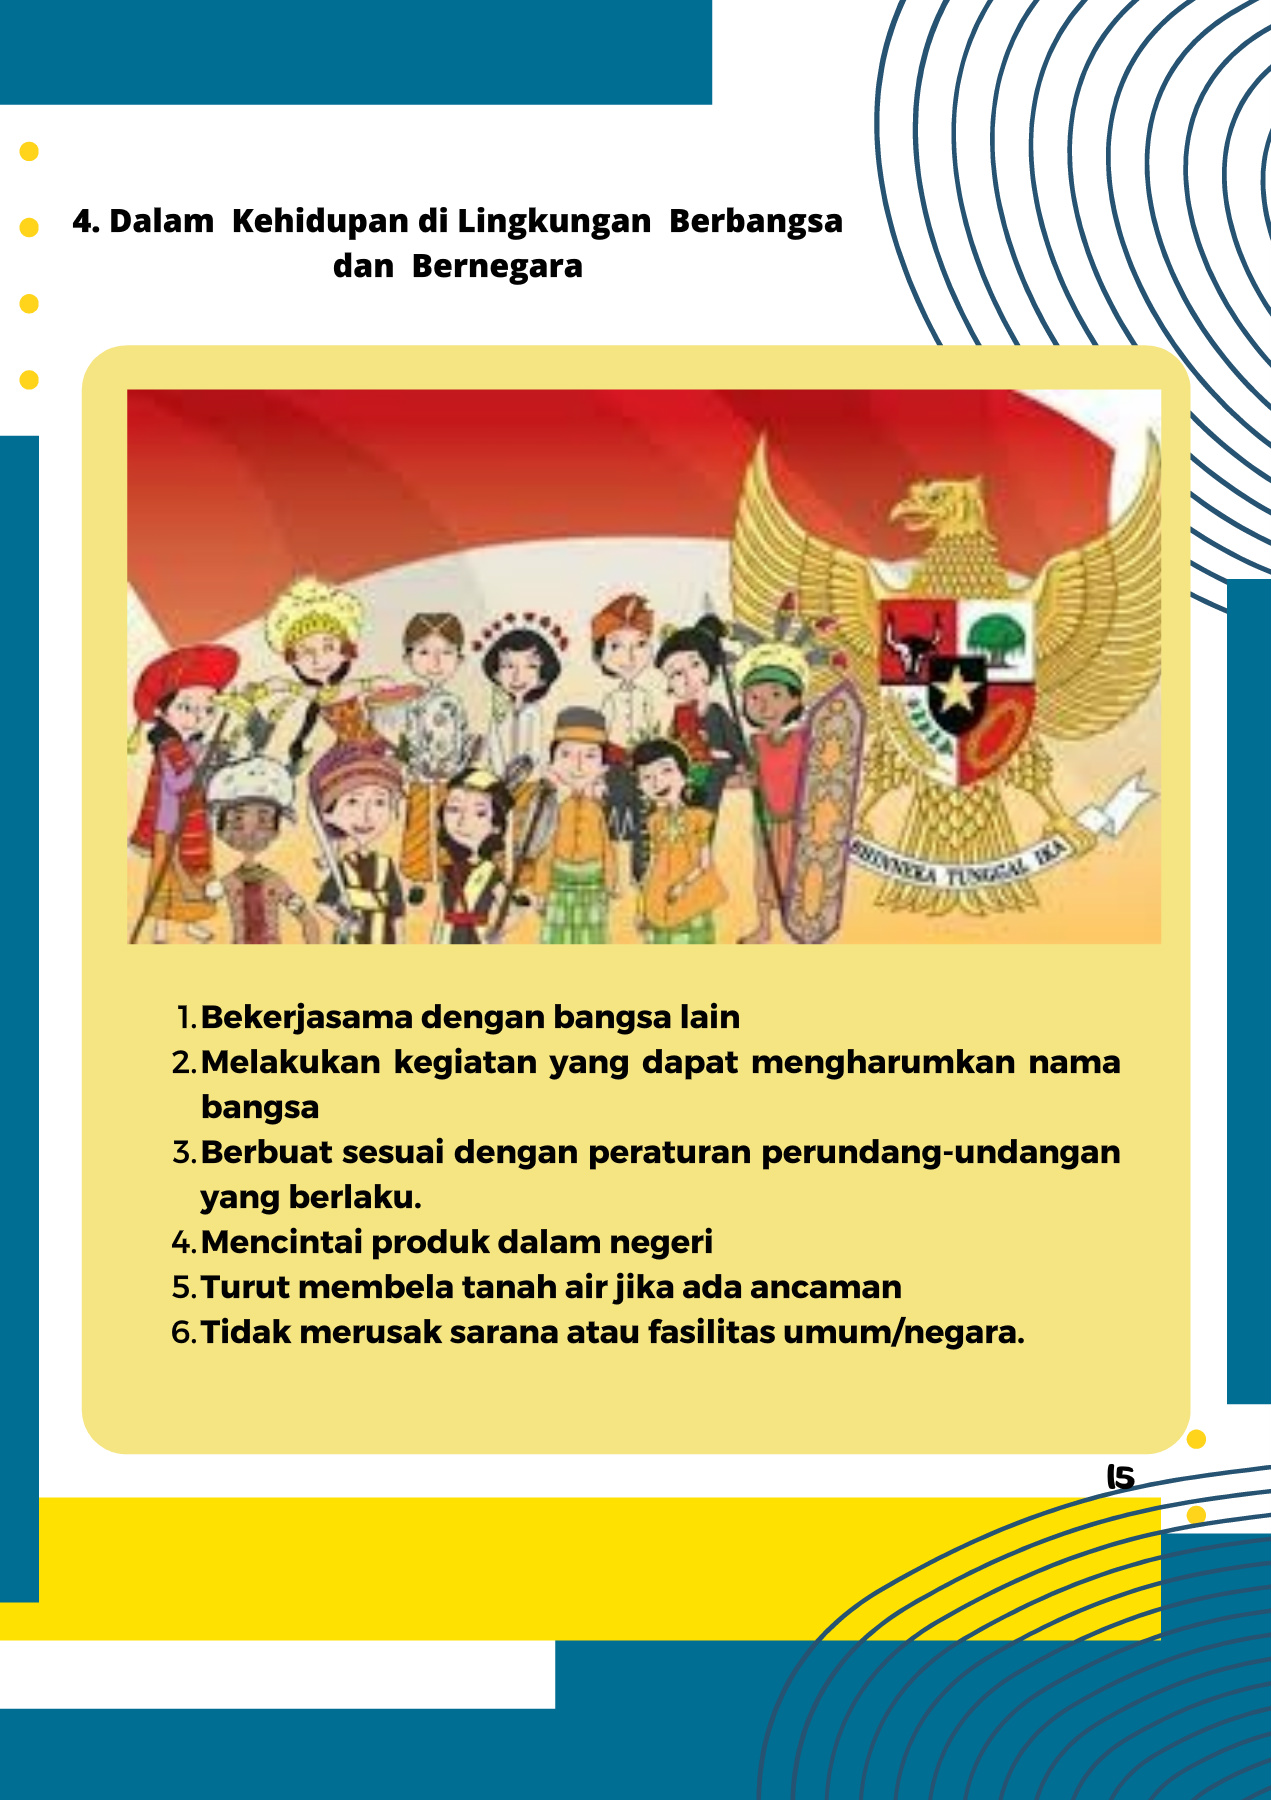 4. Dalam Kehidupan di Lingkungan Berbangsa
dan Bernegara
BHINNEKA TUNGGAL IKA
1. Bekerjasama dengan bangsa lain
2. Melakukan kegiatan yang dapat mengharumkan nama
bangsa
3. Berbuat sesuai dengan peraturan perundang-undangan
yang berlaku.
4. Mencintai produk dalam negeri
5. Turut membela tanah air jika ada ancaman
6. Tidak merusak sarana atau fasilitas umum/negara.
15